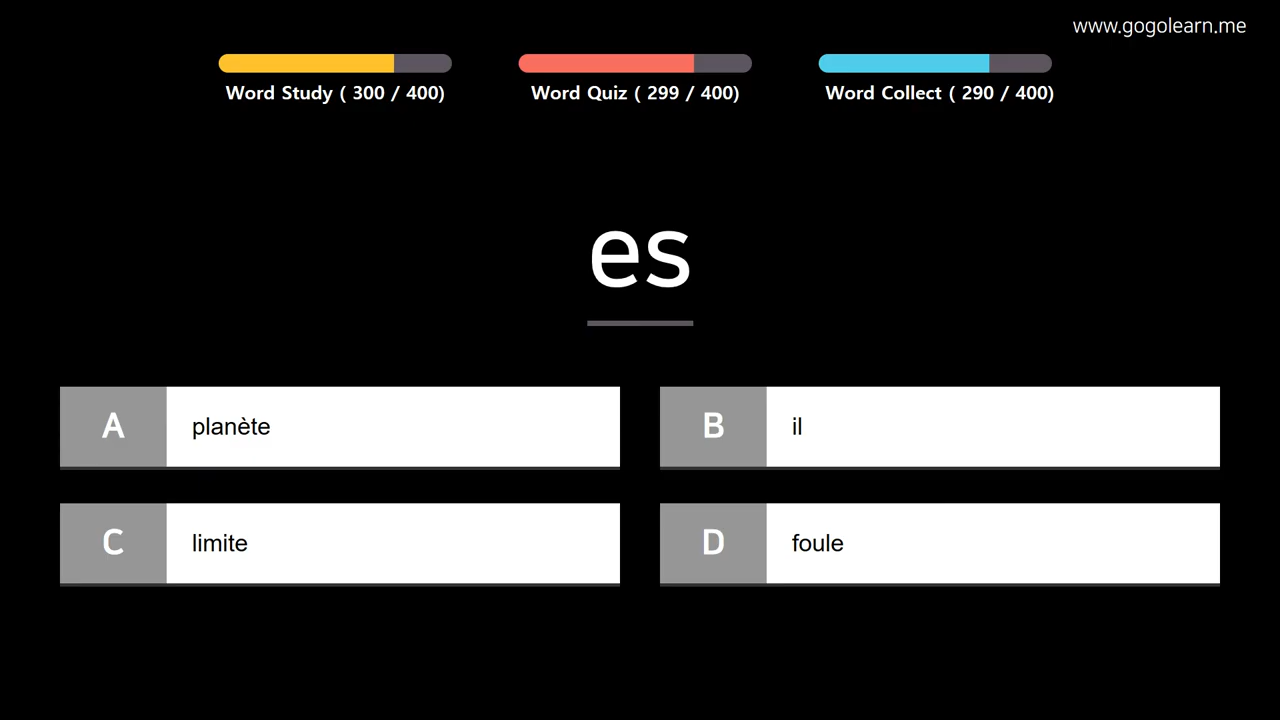 www.gogolearn.me
Word Study ( 300 / 400)
Word Quiz ( 299 / 400)
Word Collect ( 290 / 400)
es
A planète
B il
C limite
D foule